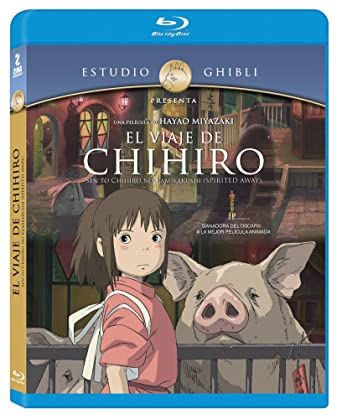 Blu-ray Disc
ESTUDIO GHIBLI
PRESENTA
UNA PELÍCULA DE HAYAO MIYAZAKI
EL VIAJE DE
CHIHIRO
SEN TO CHIHIRO NO KAMIKAKUSHI (SPIRITED AWAY)
GANADORA DEL OSCAR®
A LA MEJOR PELÍCULA ANIMADA
EL VIAJE DE CHIHIRO